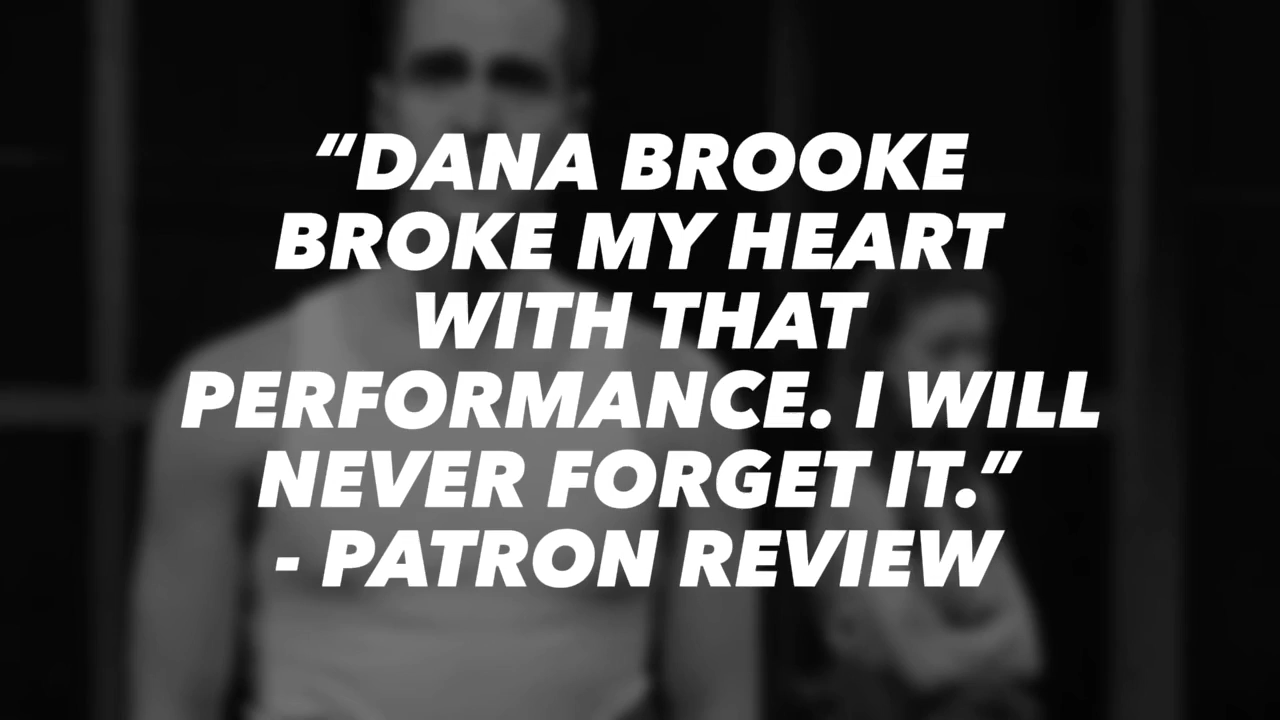 “DANA BROOKE
BROKE MY HEART
WITH THAT
PERFORMANCE. I WILL
NEVER FORGET IT.”
- PATRON REVIEW